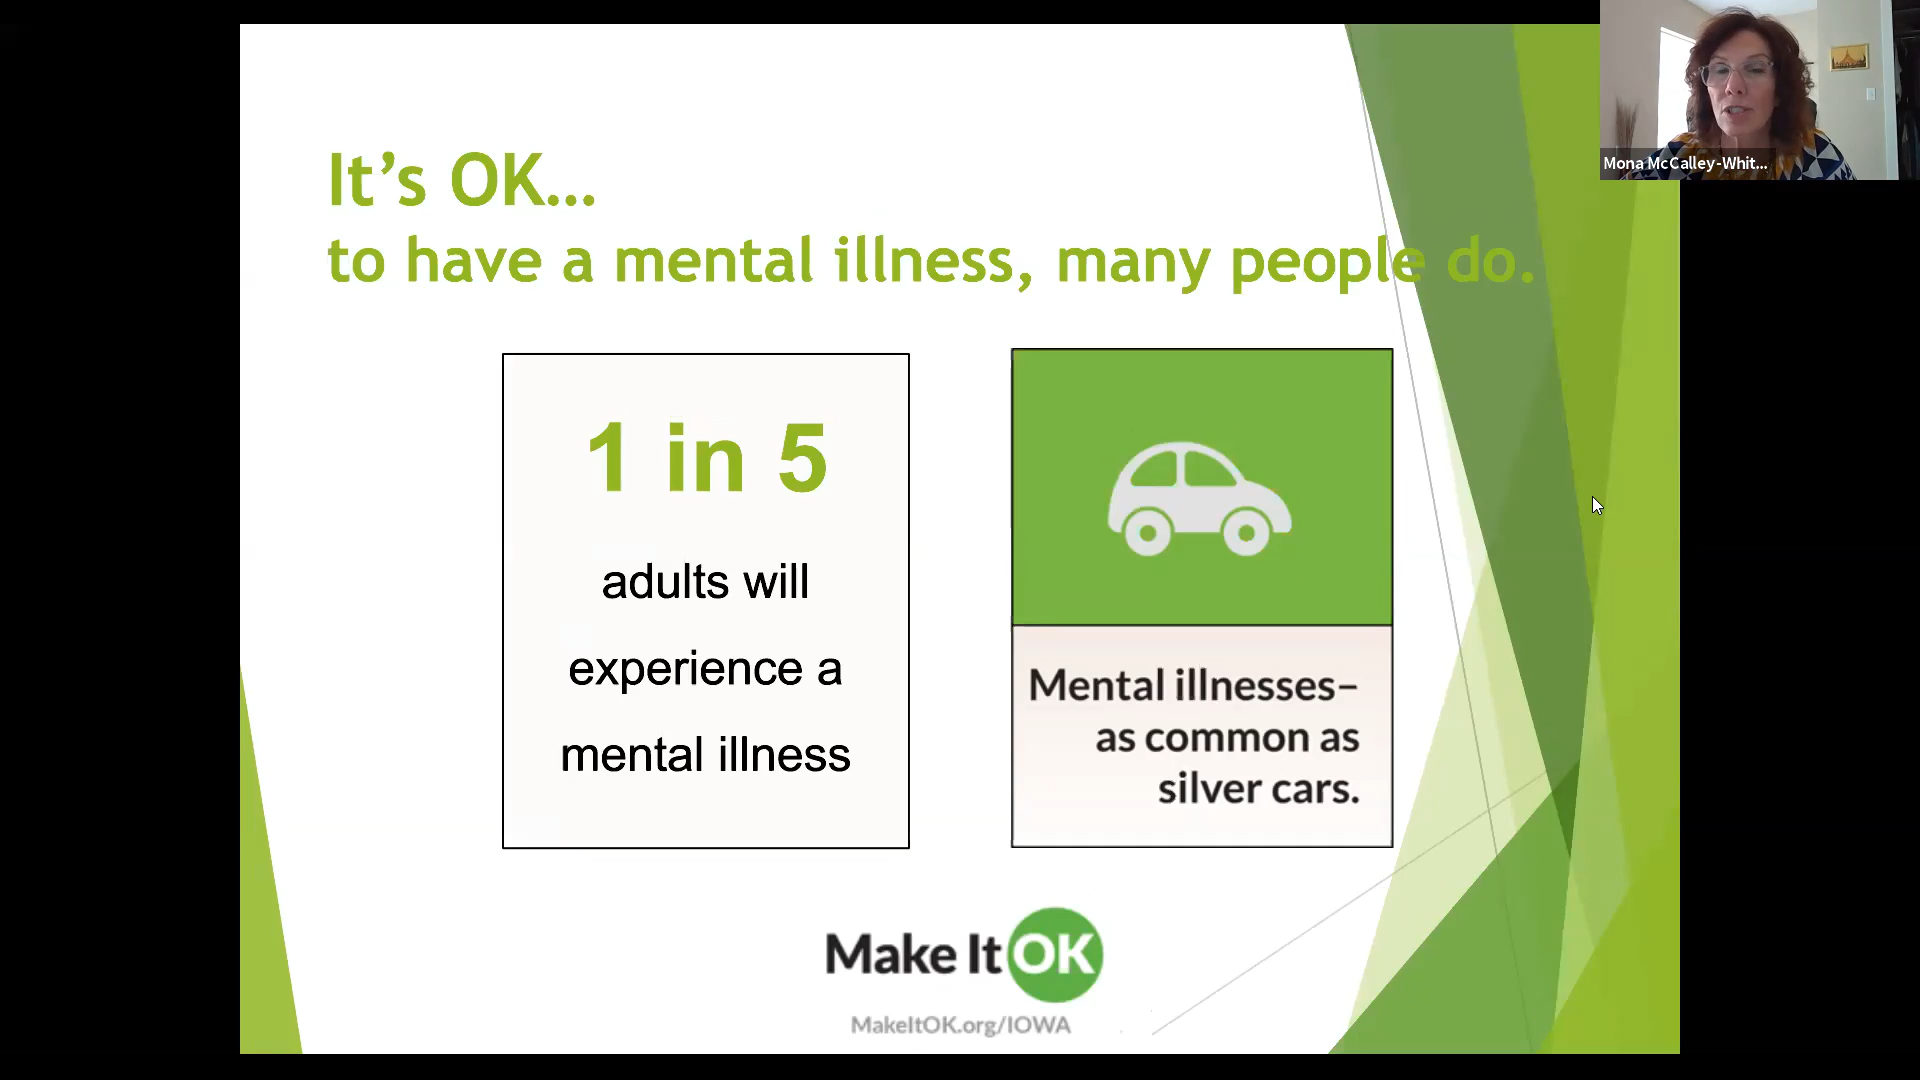 It’s OK…
to have a mental illness, many people do.
1 in 5
adults will
experience a
mental illness
Mental illnesses–
as common as
silver cars.
Make It OK
MakeItOK.org/IOWA
Mona McCalley-Whit...